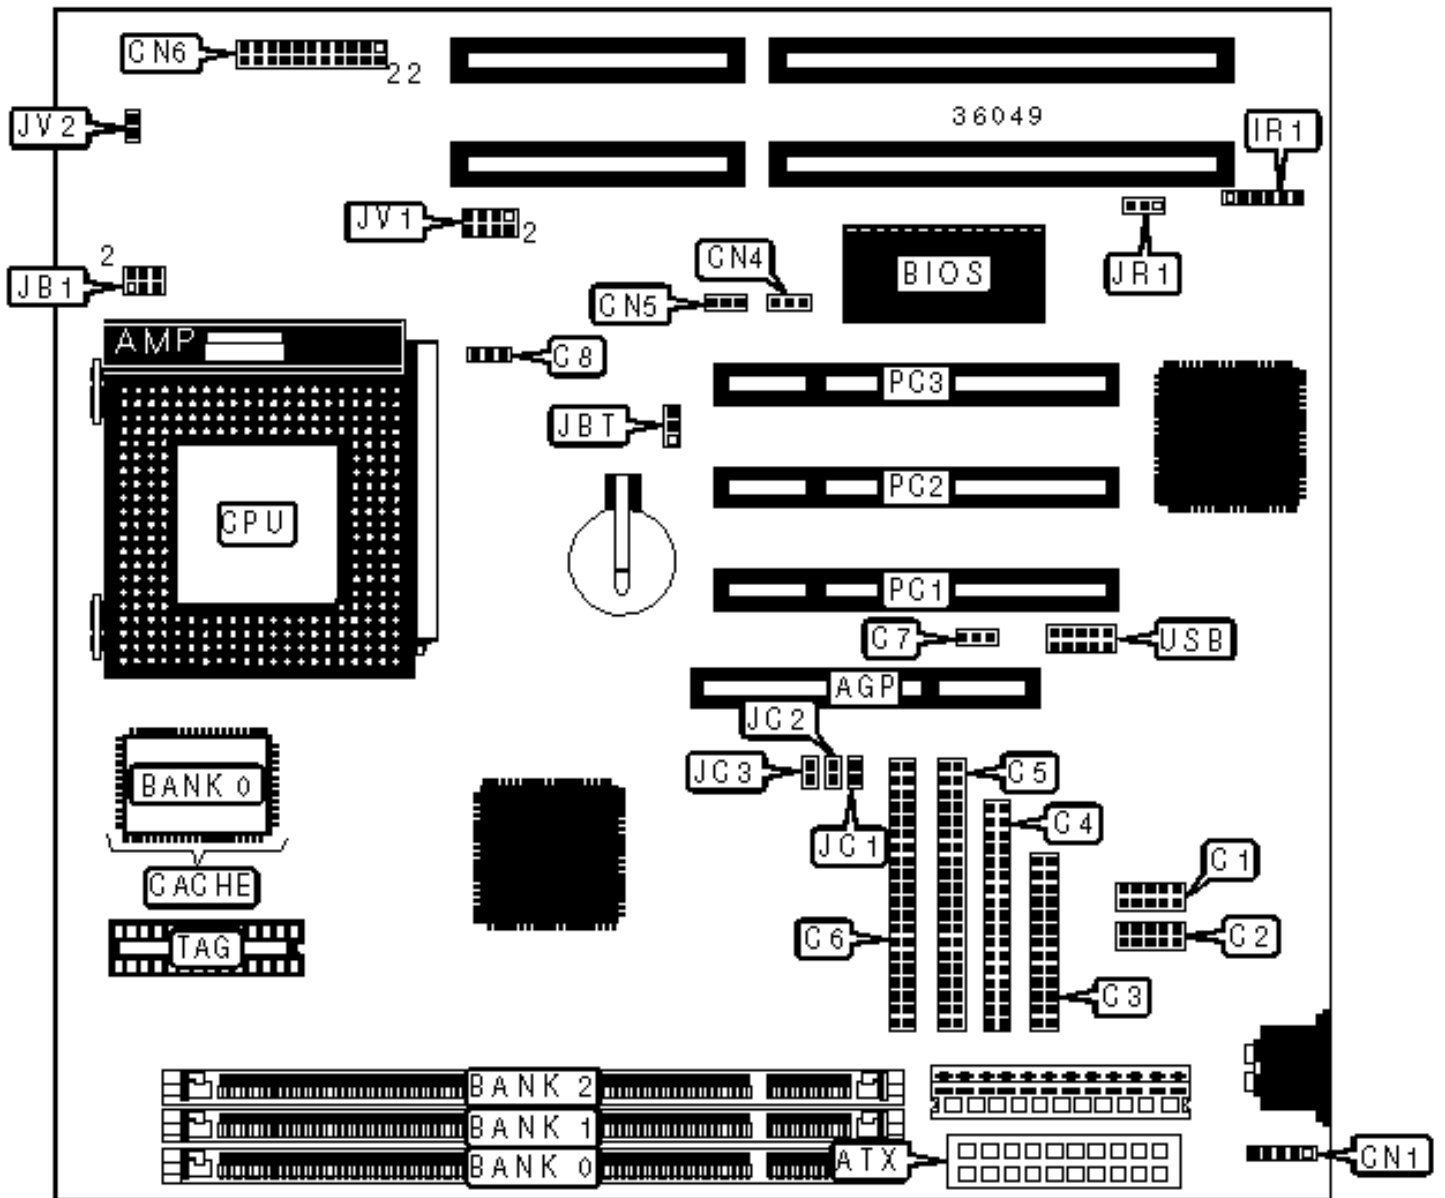 CN6
22
JV2
36049
IR1
JV1
2
2
CN4
BIOS
JR1
JB1
CN5
AMP
C8
PC3
JBT
PC2
CPU
PC1
C7
USB
AGP
JC2
JC3
C5
BANK 0
C4
JC1
C1
CACHE
C6
C2
TAG
C3
BANK 2
BANK 1
BANK 0
ATX
CN1